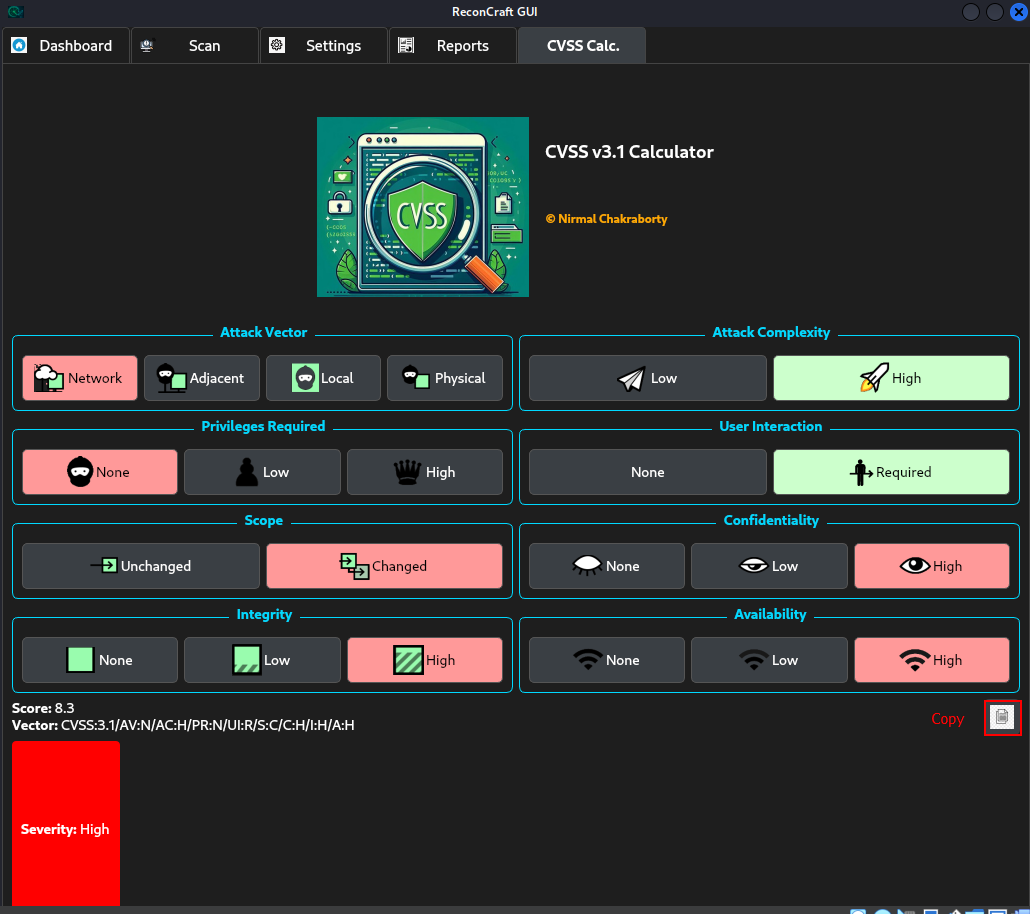 ReconCraft GUI
Dashboard Scan Settings Reports CVSS Calc.
CVSS
CVSS v3.1 Calculator
© Nirmal Chakraborty
Attack Vector
Network Adjacent Local Physical
Attack Complexity
Low High
Privileges Required
None Low High
User Interaction
None Required
Scope
Unchanged Changed
Confidentiality
None Low High
Integrity
None Low High
Availability
None Low High
Score: 8.3
Vector: CVSS:3.1/AV:N/AC:H/PR:N/UI:R/S:C/C:H/I:H/A:H
Copy
Severity: High